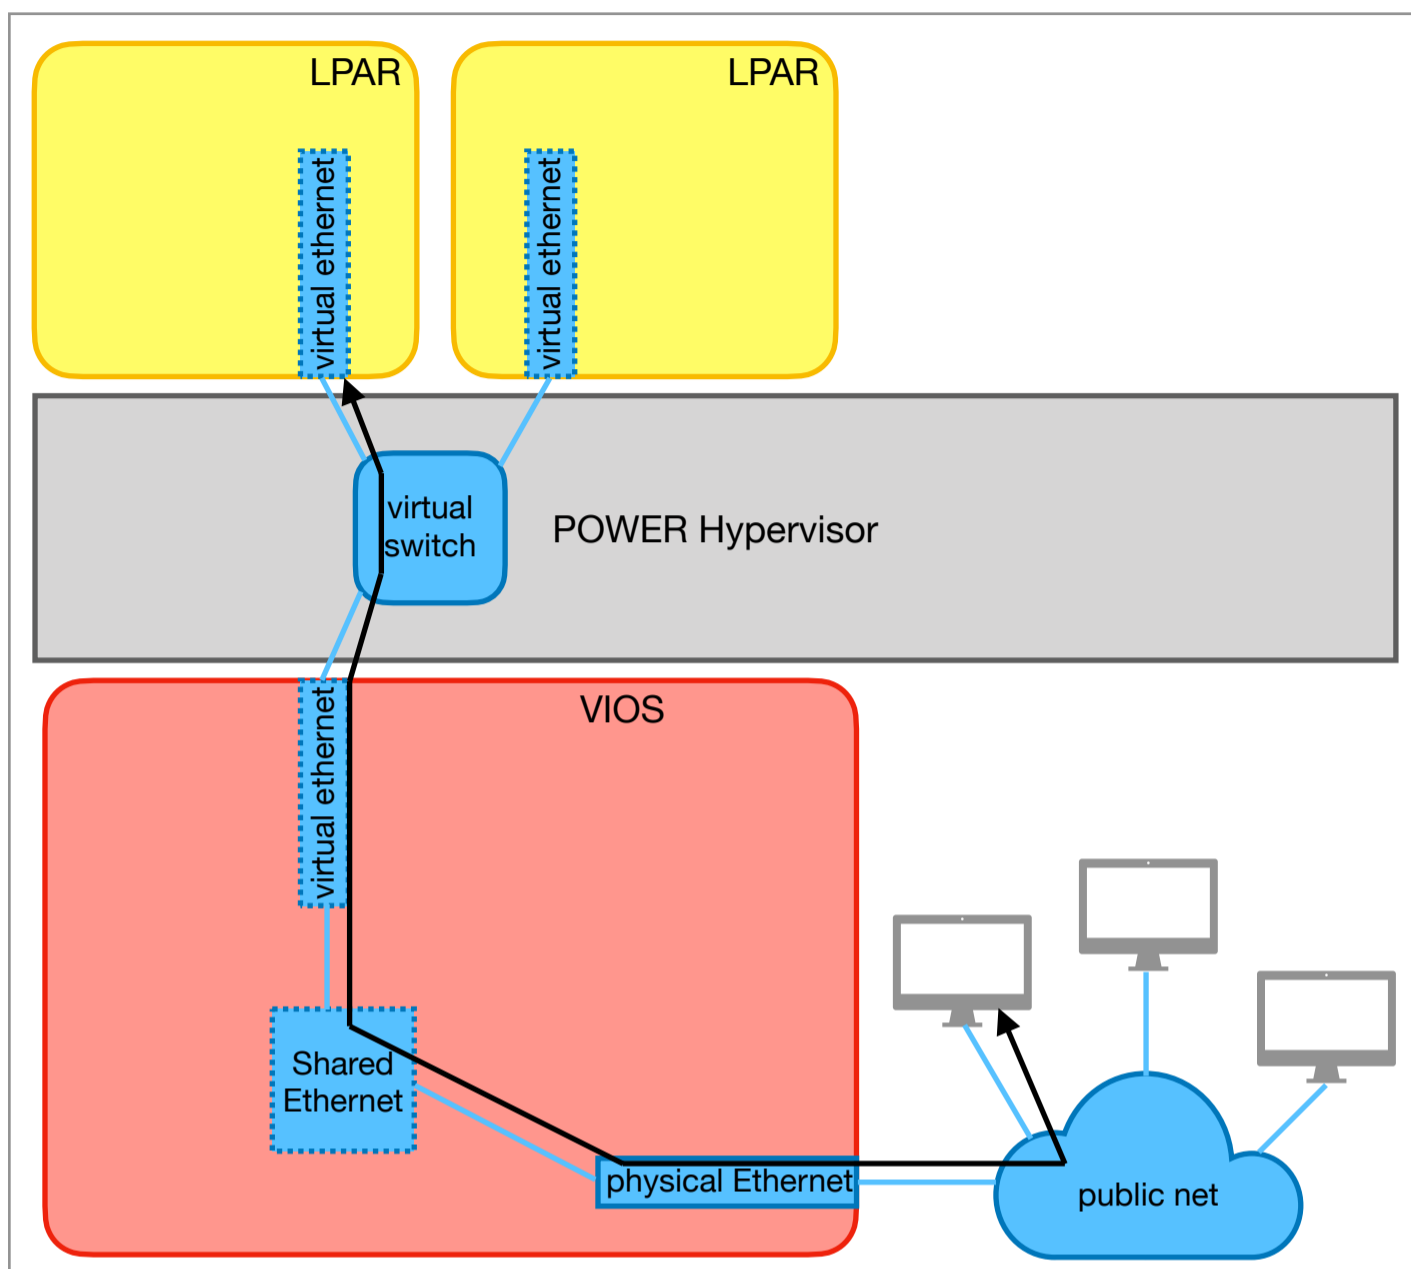 LPAR
LPAR
virtual ethernet
virtual ethernet
virtual
switch
POWER Hypervisor
VIOS
virtual ethernet
Shared
Ethernet
physical Ethernet
public net